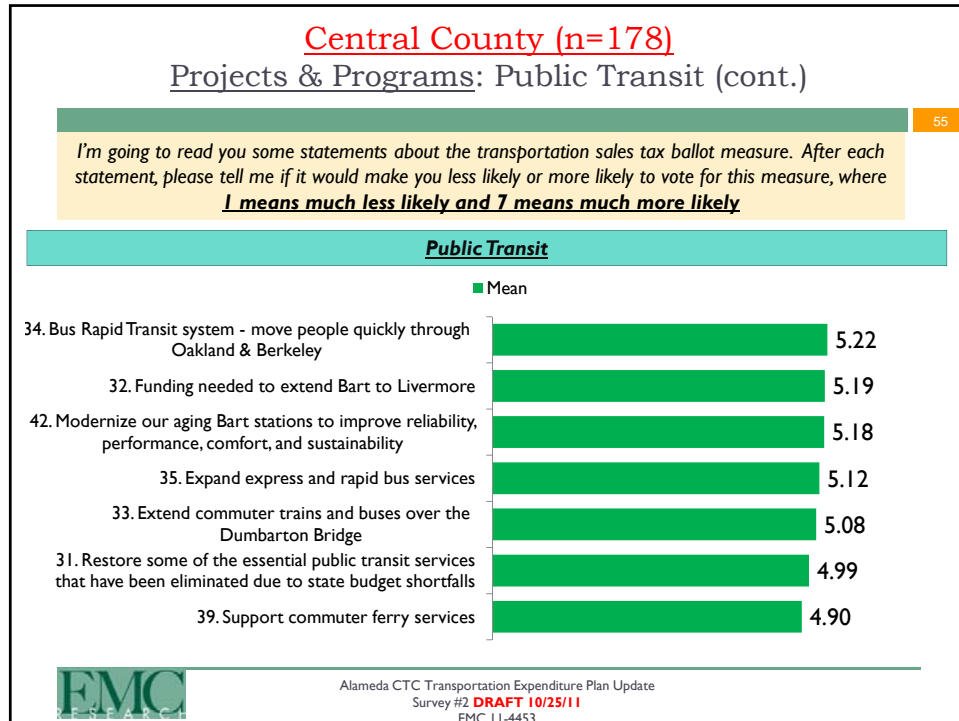 Central County (n=178)
Projects & Programs: Public Transit (cont.)
55
I'm going to read you some statements about the transportation sales tax ballot measure. After each
statement, please tell me if it would make you less likely or more likely to vote for this measure, where
1 means much less likely and 7 means much more likely
Public Transit
Mean
34. Bus Rapid Transit system - move people quickly through
Oakland & Berkeley
5.22
32. Funding needed to extend Bart to Livermore
5.19
42. Modernize our aging Bart stations to improve reliability,
performance, comfort, and sustainability
5.18
35. Expand express and rapid bus services
5.12
33. Extend commuter trains and buses over the
Dumbarton Bridge
5.08
31. Restore some of the essential public transit services
that have been eliminated due to state budget shortfalls
4.99
39. Support commuter ferry services
4.90
EMC
RESEARCH
Alameda CTC Transportation Expenditure Plan Update
Survey #2 DRAFT 10/25/11
EMC 11-4453